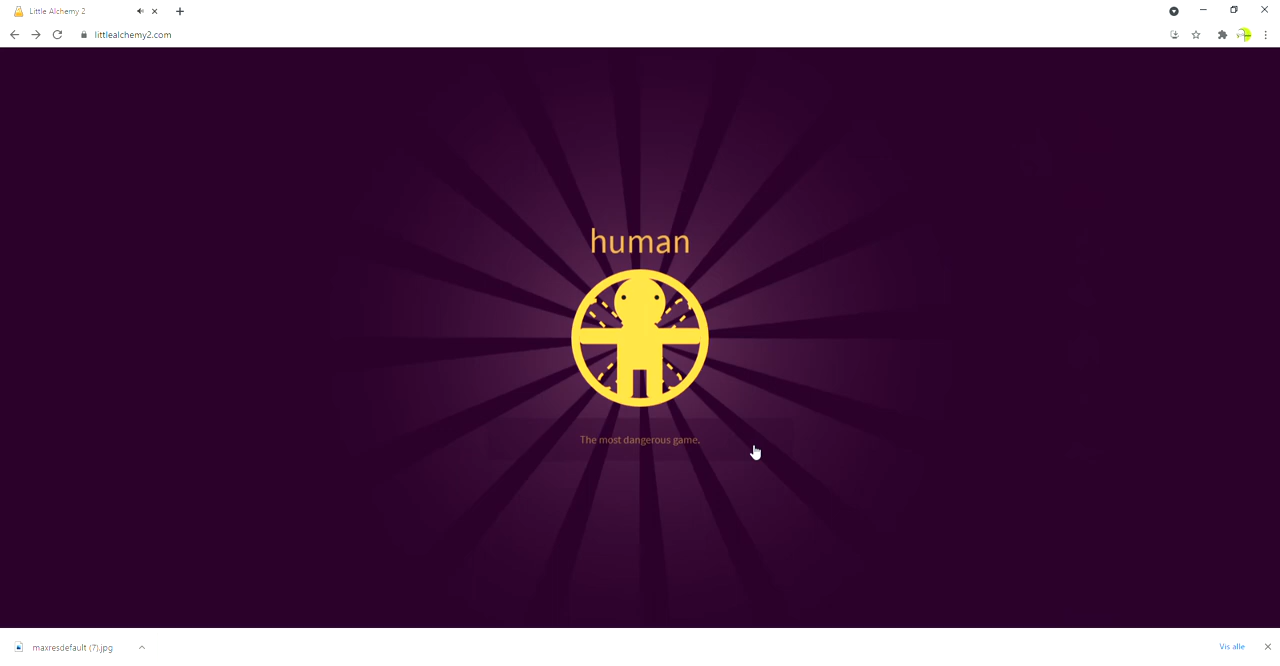 Little Alchemy 2
littlealchemy2.com
human
The most dangerous game.
maxresdefault (7).jpg
Vis alle